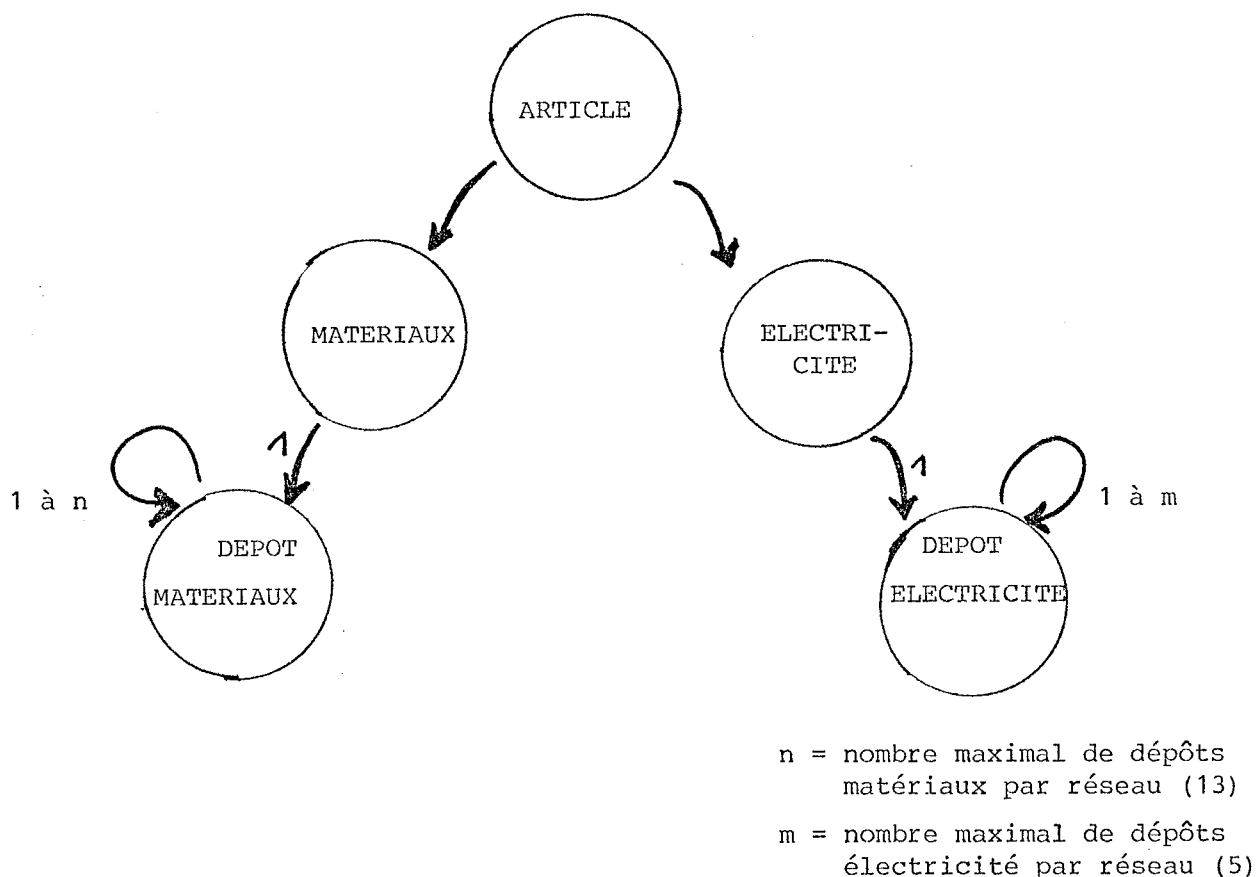 ARTICLE
MATERIAUX
ELECTRI-
CITE
1
1
1 à n
1 à m
DEPOT
MATERIAUX
DEPOT
ELECTRICITE
n = nombre maximal de dépôts
matériaux par réseau (13)
m = nombre maximal de dépôts
électricité par réseau (5)